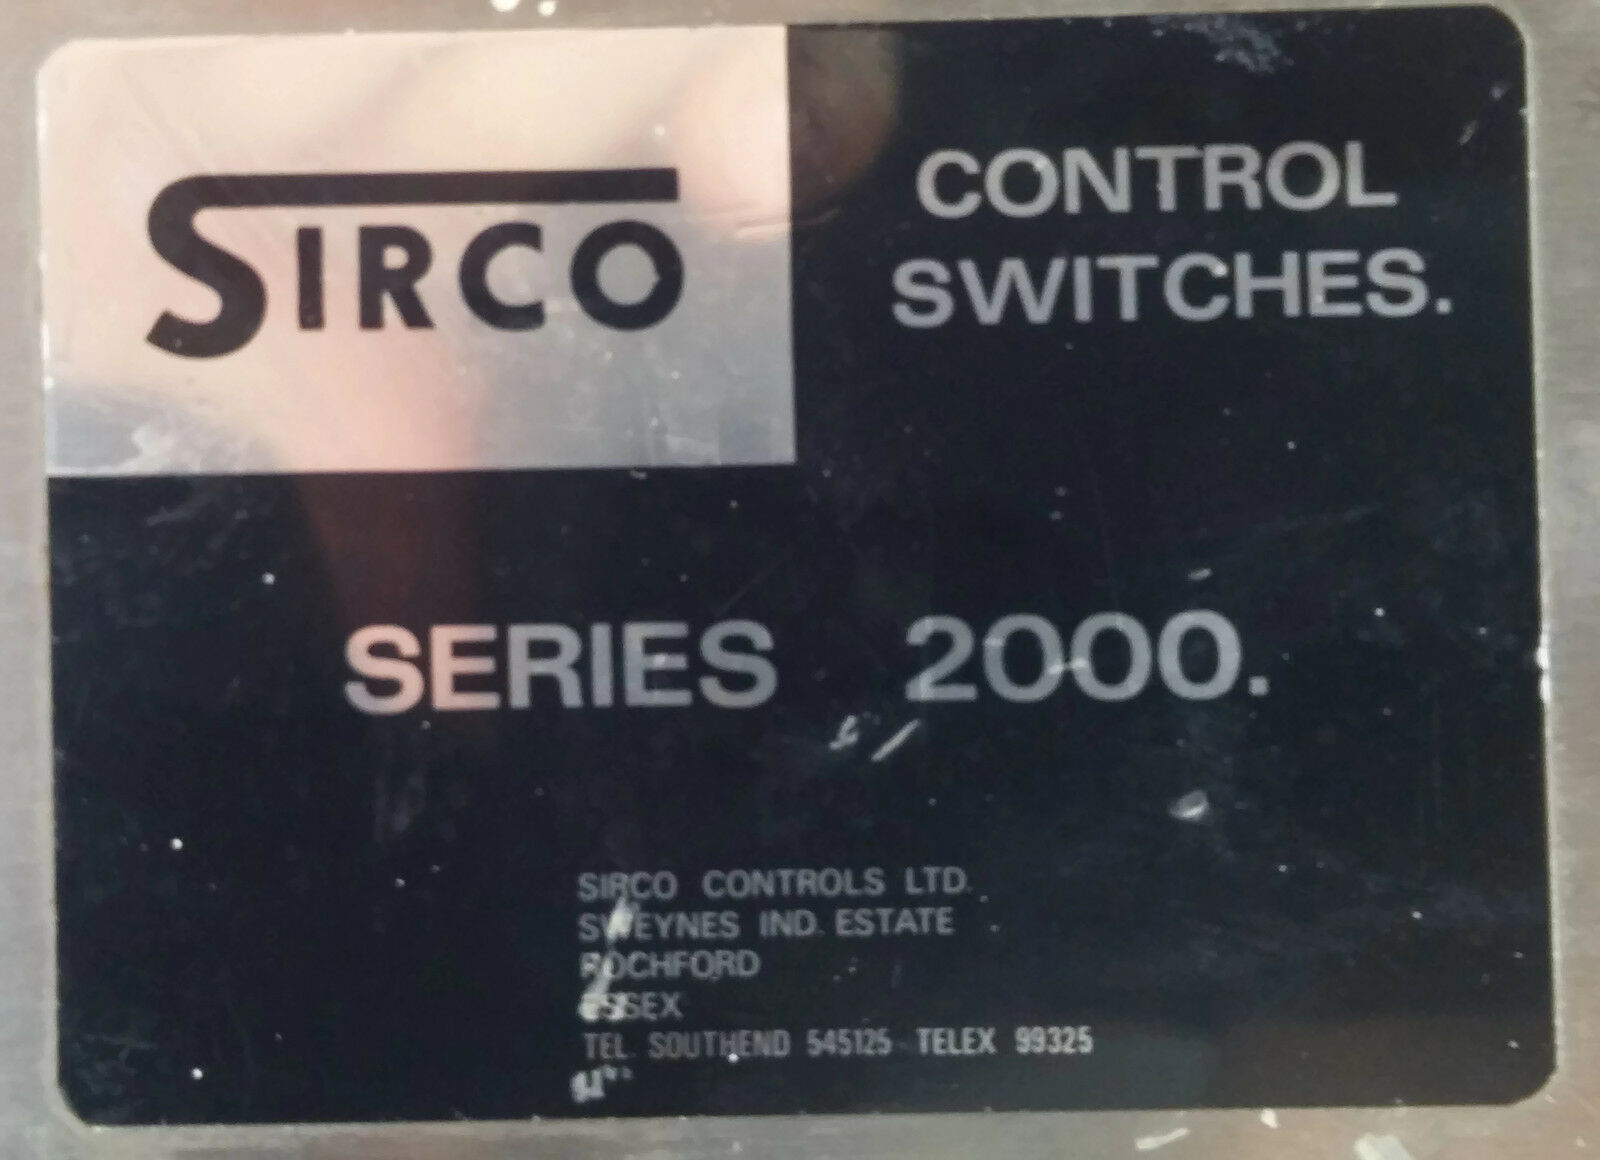 SIRCO
CONTROL
SWITCHES.
SERIES 2000.
SIRCO CONTROLS LTD.
SWEYNES IND. ESTATE
ROCHFORD
ESSEX
TEL. SOUTHEND 545125 TELEX 99325